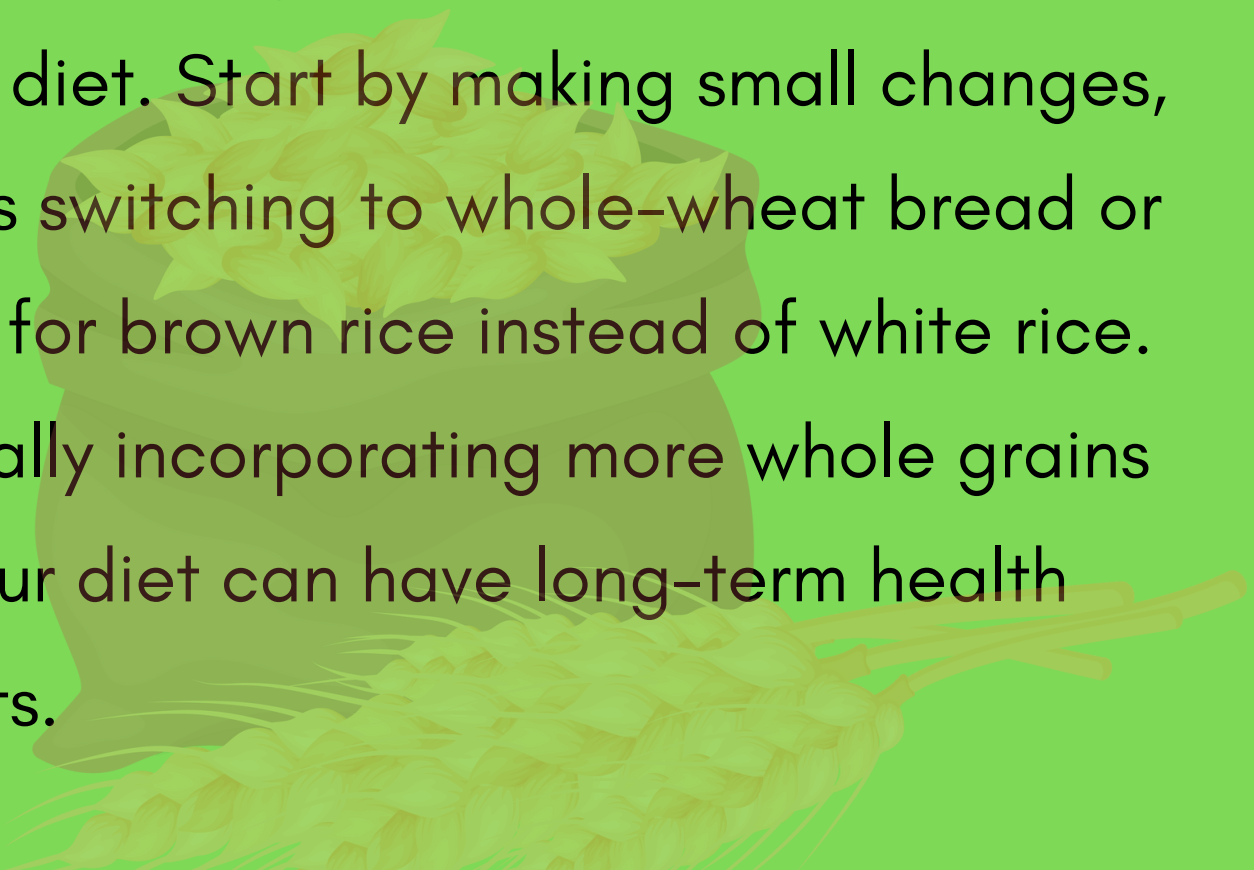 diet. Start by making small changes,
s switching to whole-wheat bread or
for brown rice instead of white rice.
ally incorporating more whole grains
ur diet can have long-term health
ts.